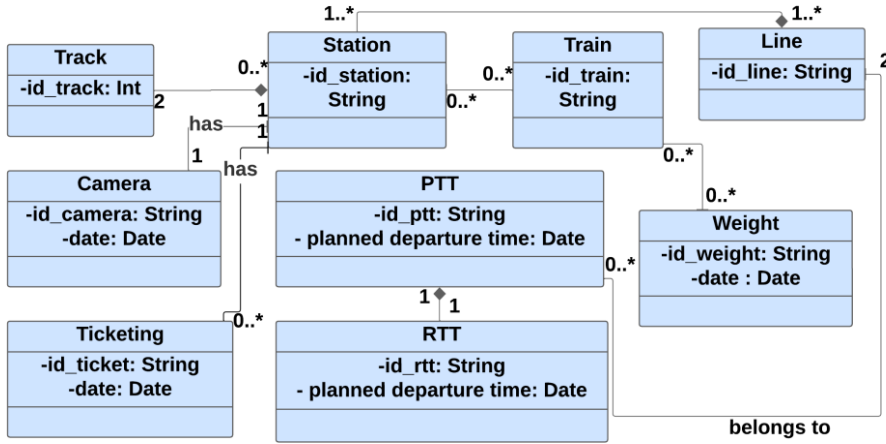 1..*
1..*
Track
-id_track: Int
0..*
2
Station
-id_station:
String
0..*
0..*
Train
-id_train:
String
Line
-id_line: String
2
has
1
1
1
has
0..*
0..*
Camera
-id_camera: String
-date: Date
PTT
-id_ptt: String
- planned departure time: Date
0..*
Weight
-id_weight: String
-date : Date
1
1
0..*
Ticketing
-id_ticket: String
-date: Date
RTT
-id_rtt: String
- planned departure time: Date
belongs to